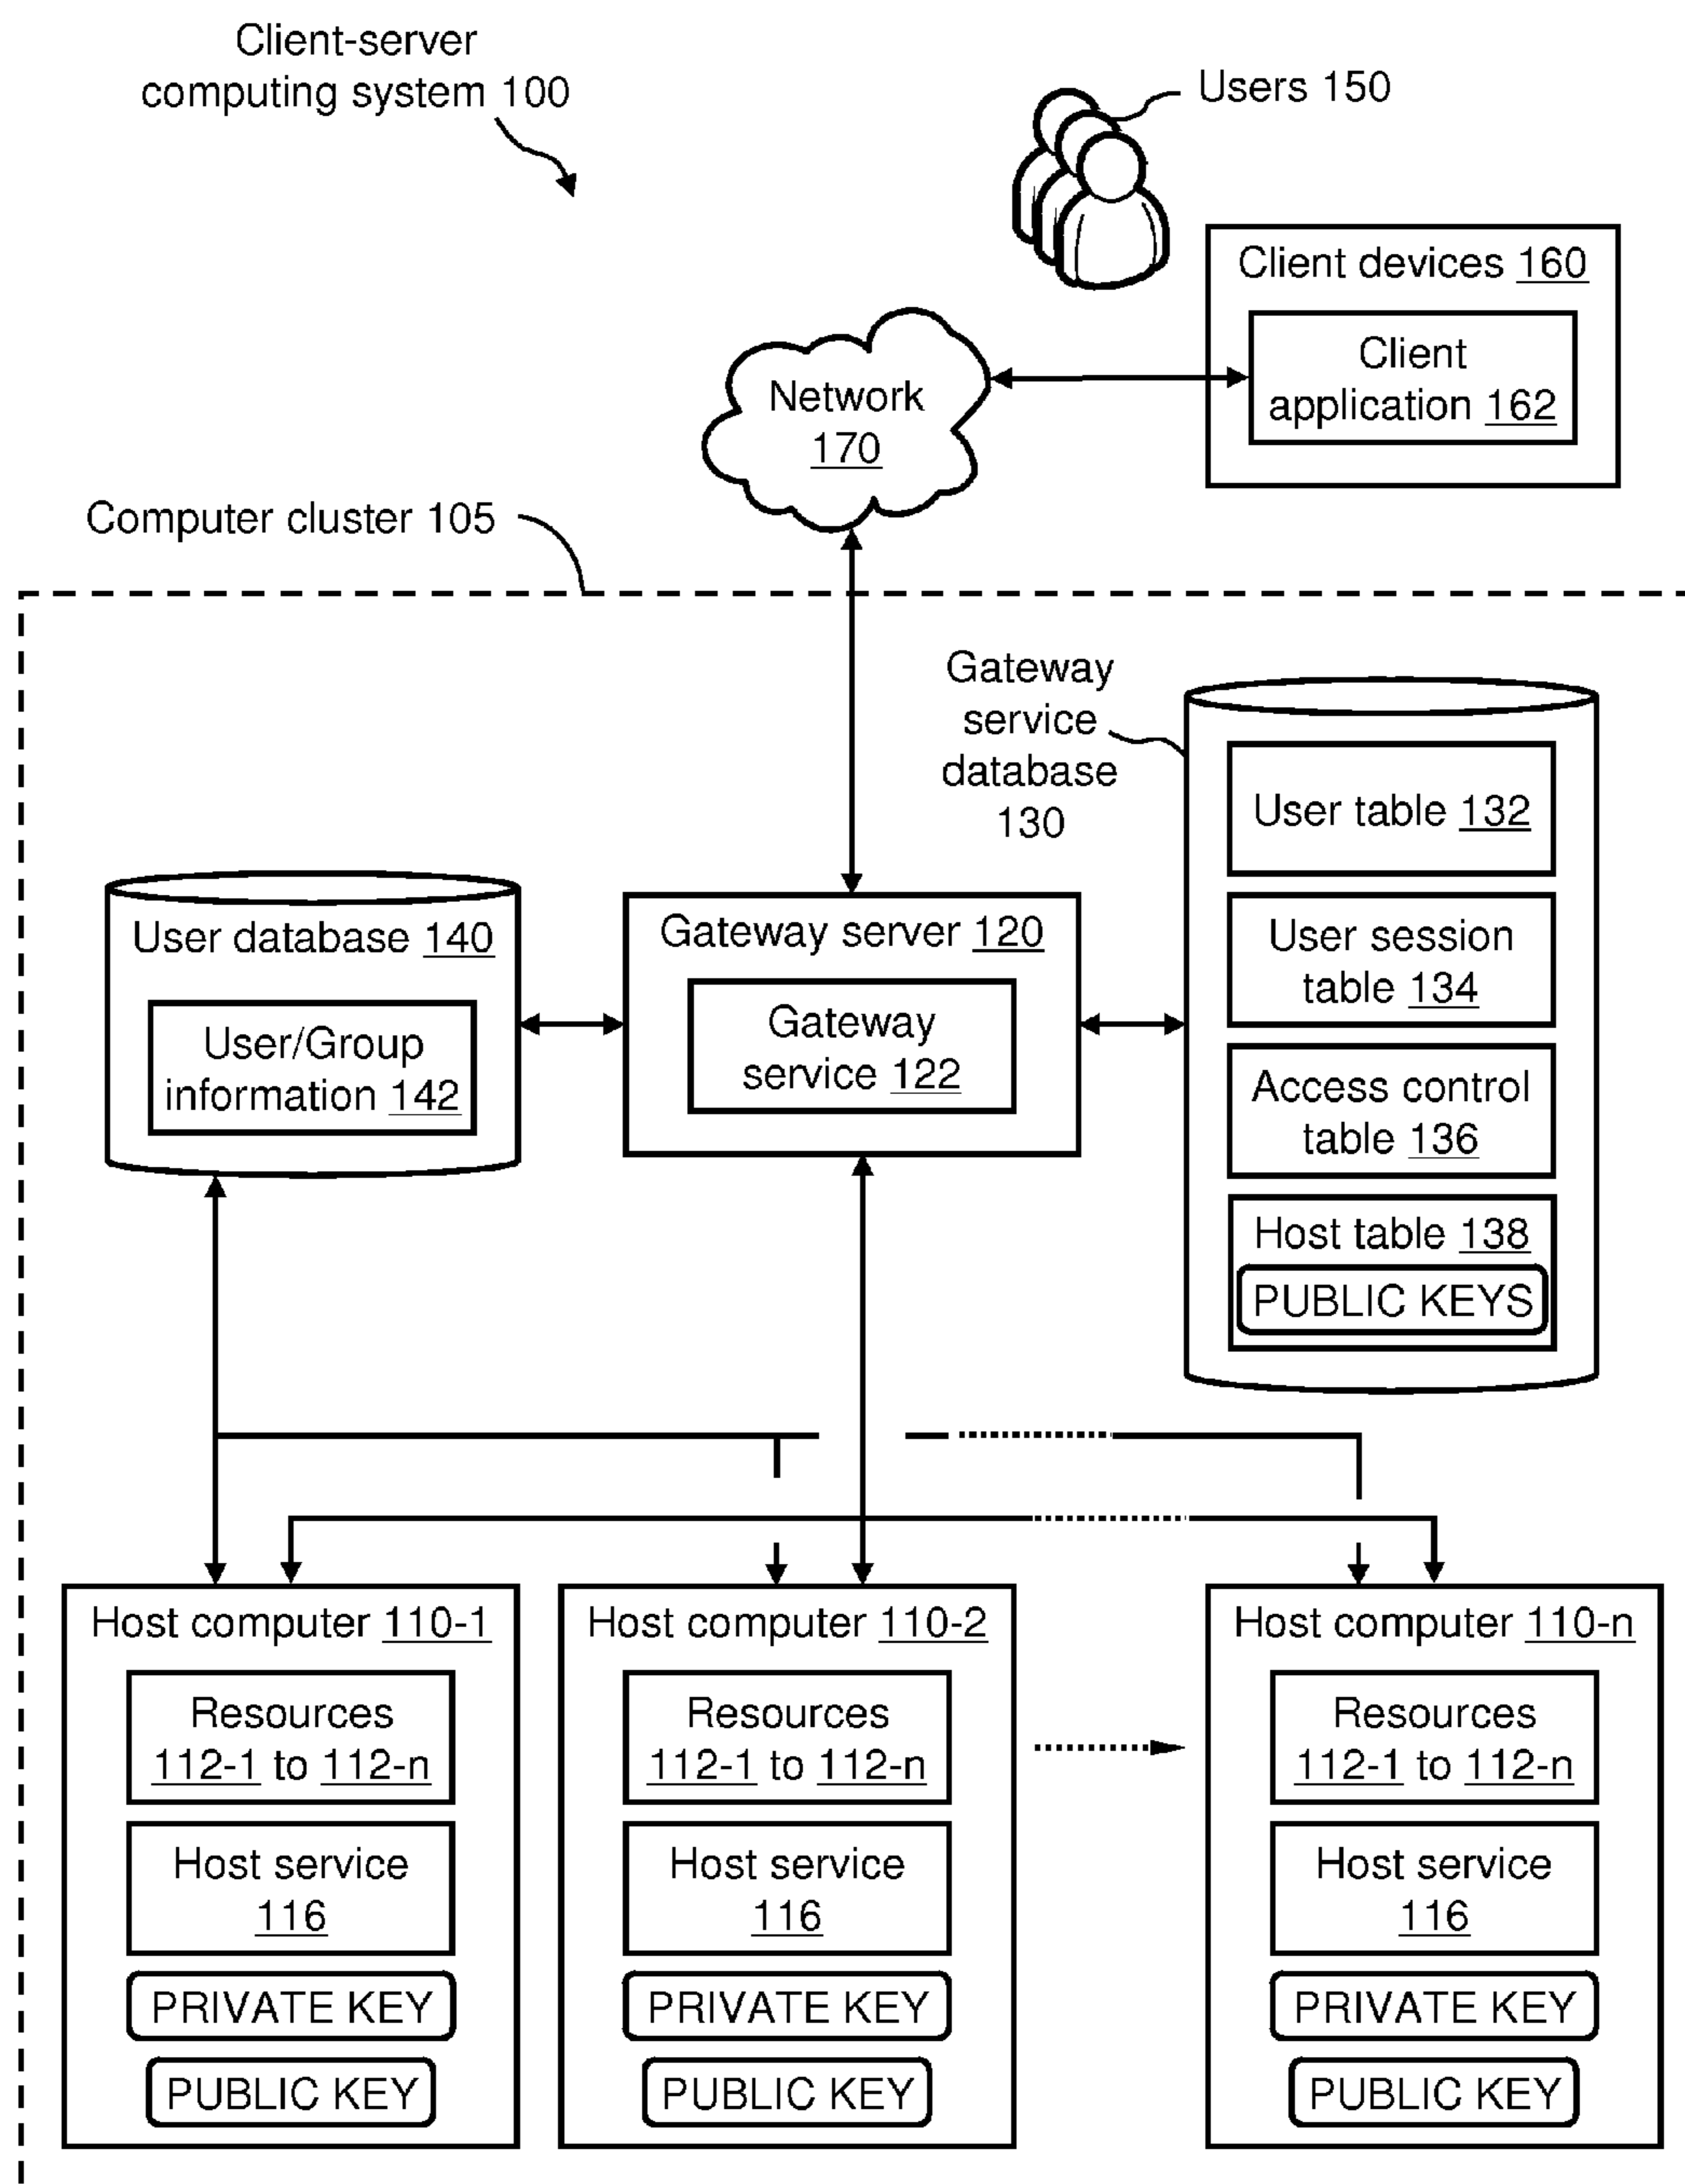 Client-server
computing system 100
Users 150
Client devices 160
Client
application 162
Network
170
Computer cluster 105
Gateway
service
database
130
User table 132
User session
table 134
Access control
table 136
Host table 138
PUBLIC KEYS
User database 140
User/Group
information 142
Gateway server 120
Gateway
service 122
Host computer 110-1
Resources
112-1 to 112-n
Host service
116
PRIVATE KEY
PUBLIC KEY
Host computer 110-2
Resources
112-1 to 112-n
Host service
116
PRIVATE KEY
PUBLIC KEY
Host computer 110-n
Resources
112-1 to 112-n
Host service
116
PRIVATE KEY
PUBLIC KEY